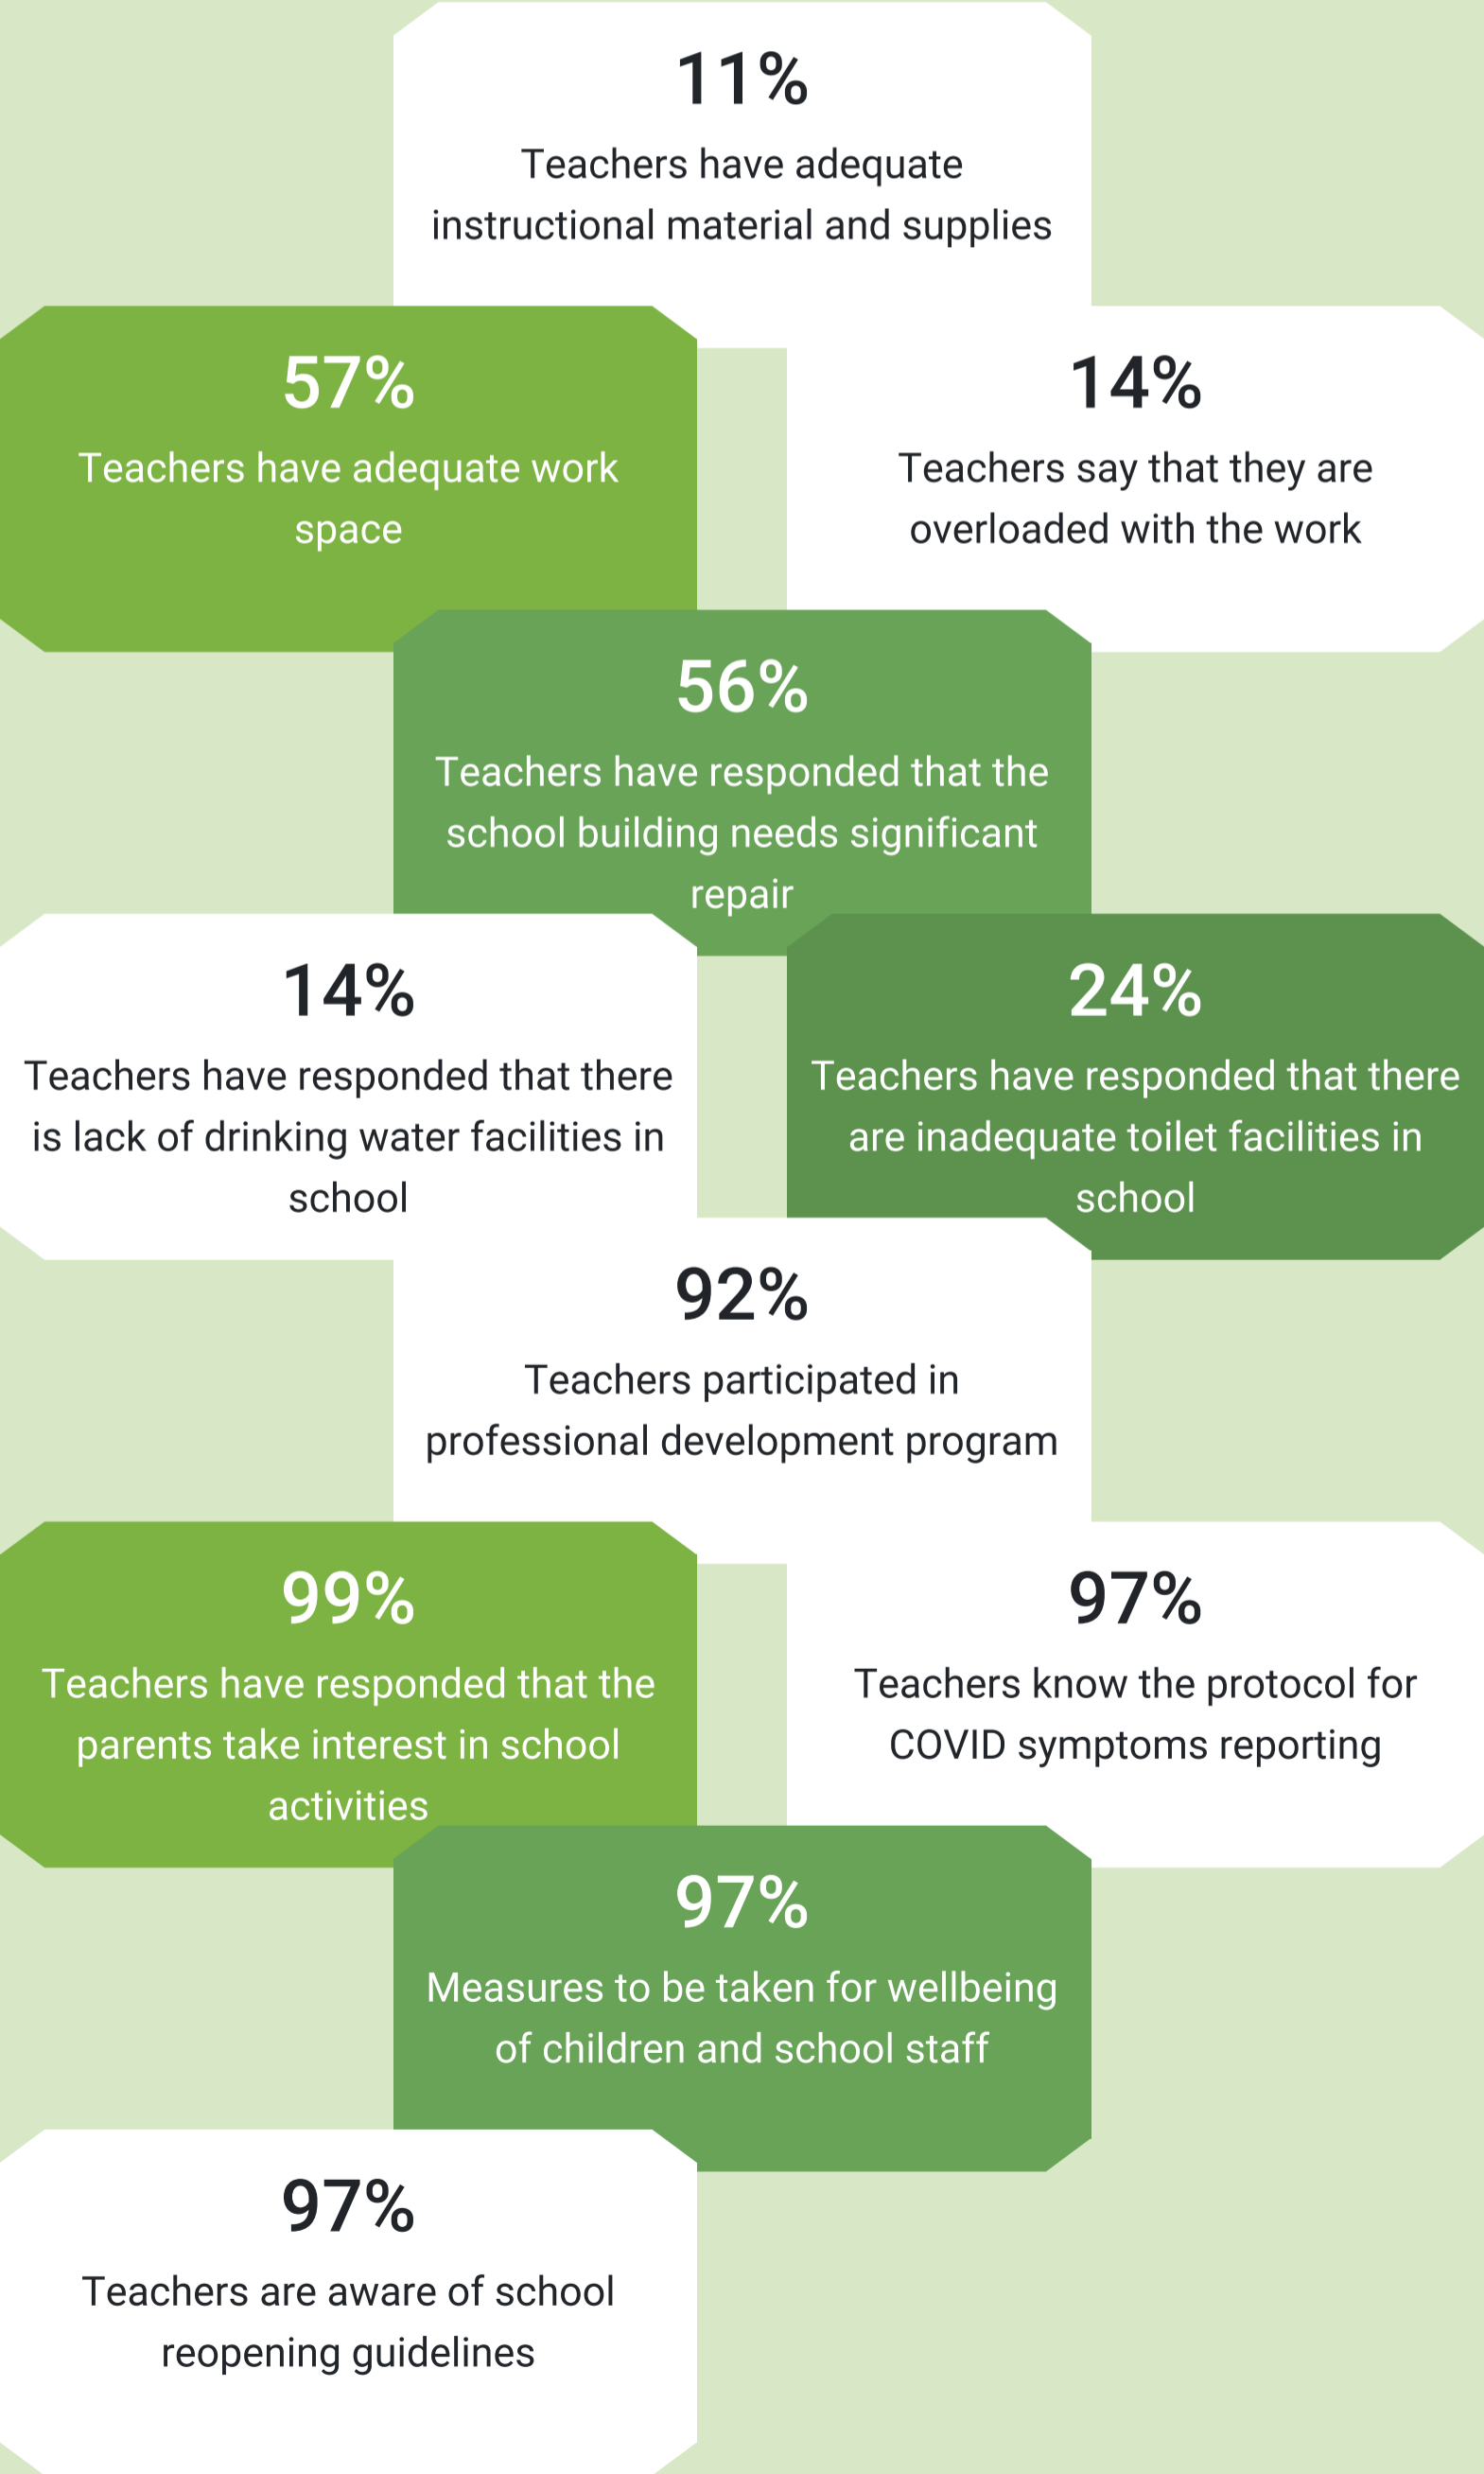 11%
Teachers have adequate
instructional material and supplies
57%
Teachers have adequate work
space
14%
Teachers say that they are
overloaded with the work
56%
Teachers have responded that the
school building needs significant
repair
14%
Teachers have responded that there
is lack of drinking water facilities in
school
24%
Teachers have responded that there
are inadequate toilet facilities in
school
92%
Teachers participated in
professional development program
99%
Teachers have responded that the
parents take interest in school
activities
97%
Teachers know the protocol for
COVID symptoms reporting
97%
Measures to be taken for wellbeing
of children and school staff
97%
Teachers are aware of school
reopening guidelines